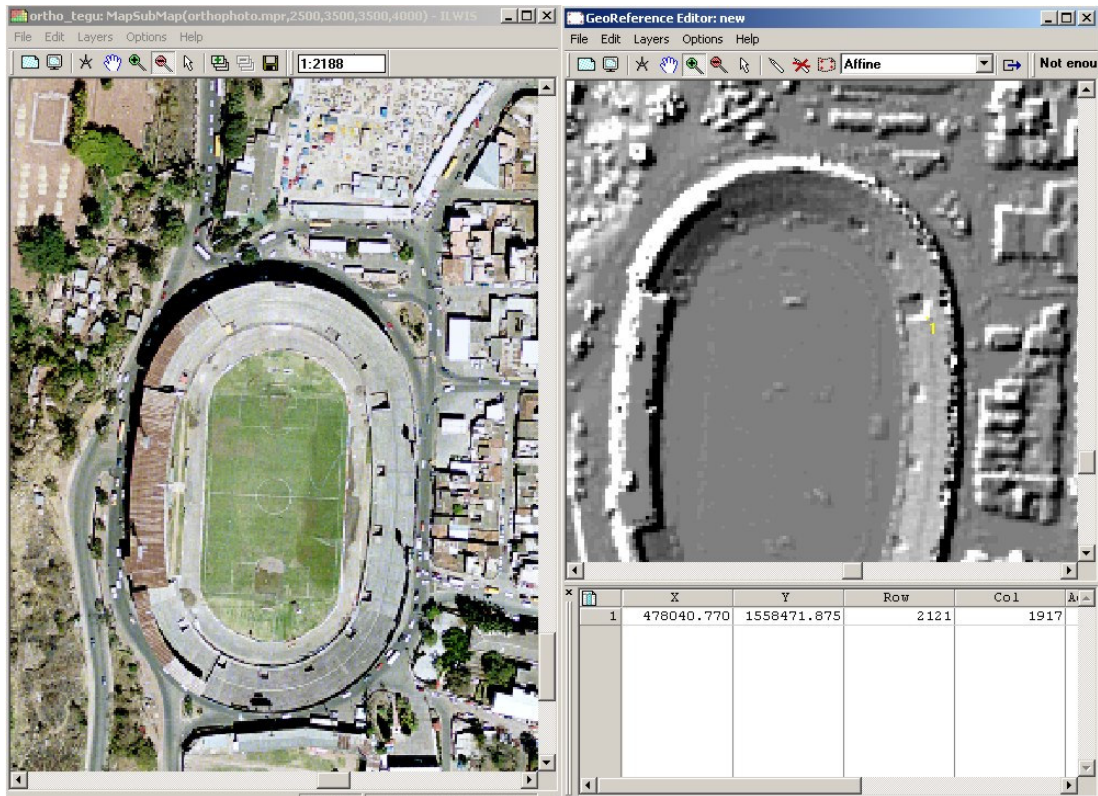 ortho_tegu: MapSubMap(orthophoto.mpr,2500,3500,3500,4000) - ILWIS
File Edit Layers Options Help
1:2188
GeoReference Editor: new
File Edit Layers Options Help
Affine
Not enou
1
X Y Row Col
1 478040.770 1558471.875 2121 1917